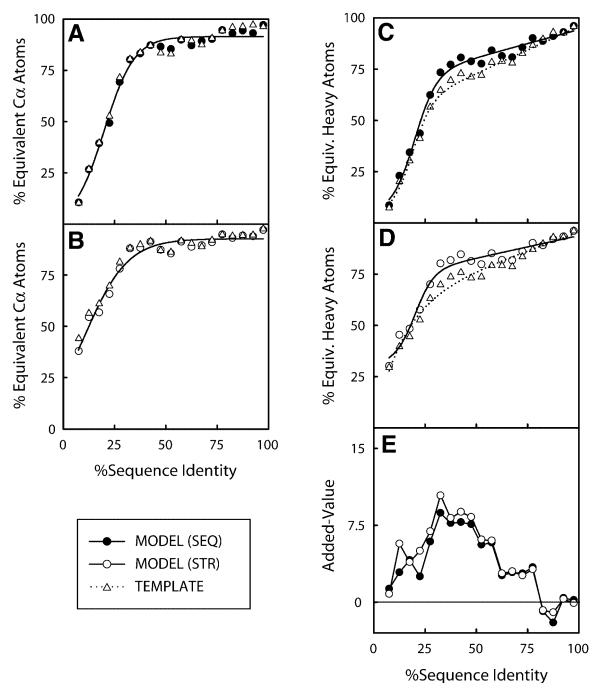 A
% Equivalent Cα Atoms
100
75
50
25
B
% Equivalent Cα Atoms
75
50
25
0
0 25 50 75 100
%Sequence Identity
MODEL (SEQ)
MODEL (STR)
TEMPLATE
C
% Equiv. Heavy Atoms
100
75
50
25
D
% Equiv. Heavy Atoms
75
50
25
E
Added-Value
15
7.5
0
0 25 50 75 100
%Sequence Identity